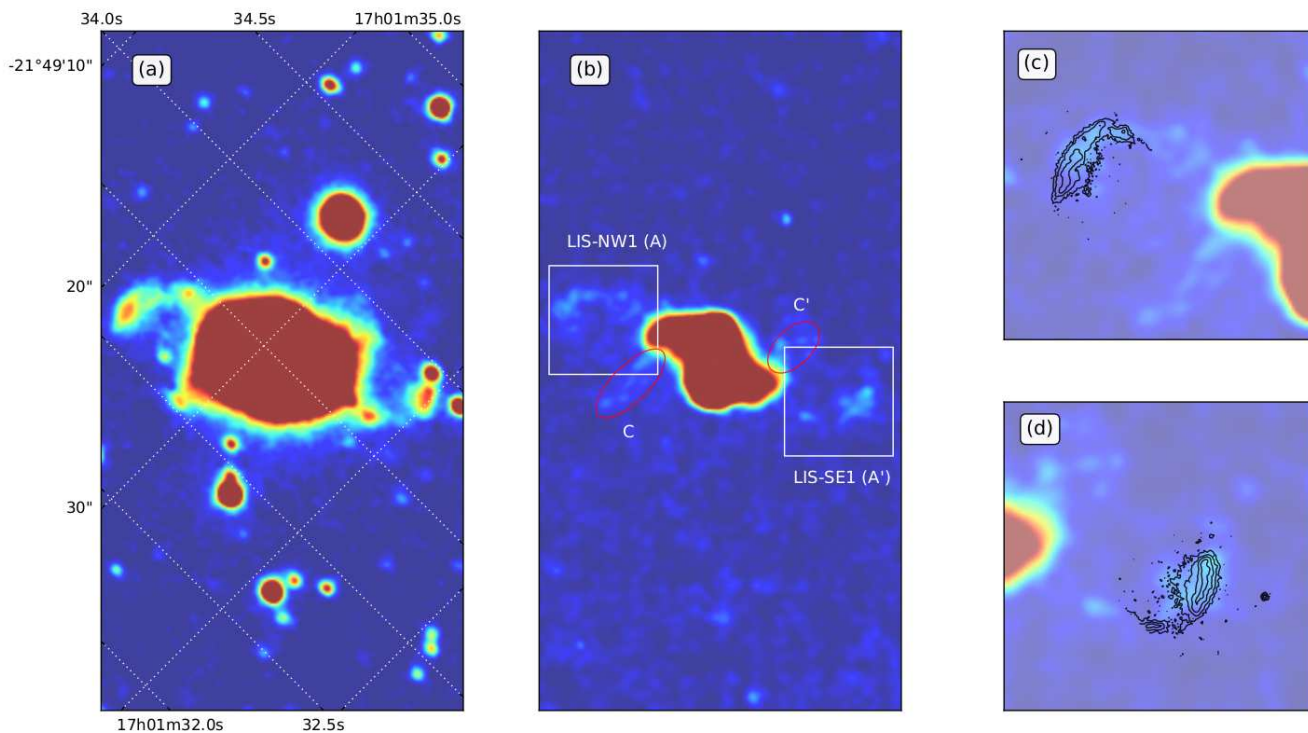 34.0s 34.5s 17h01m35.0s
-21°49'10"
20"
30"
17h01m32.0s 32.5s
(a)
(b)
LIS-NW1 (A)
C'
C
LIS-SE1 (A')
(c)
(d)